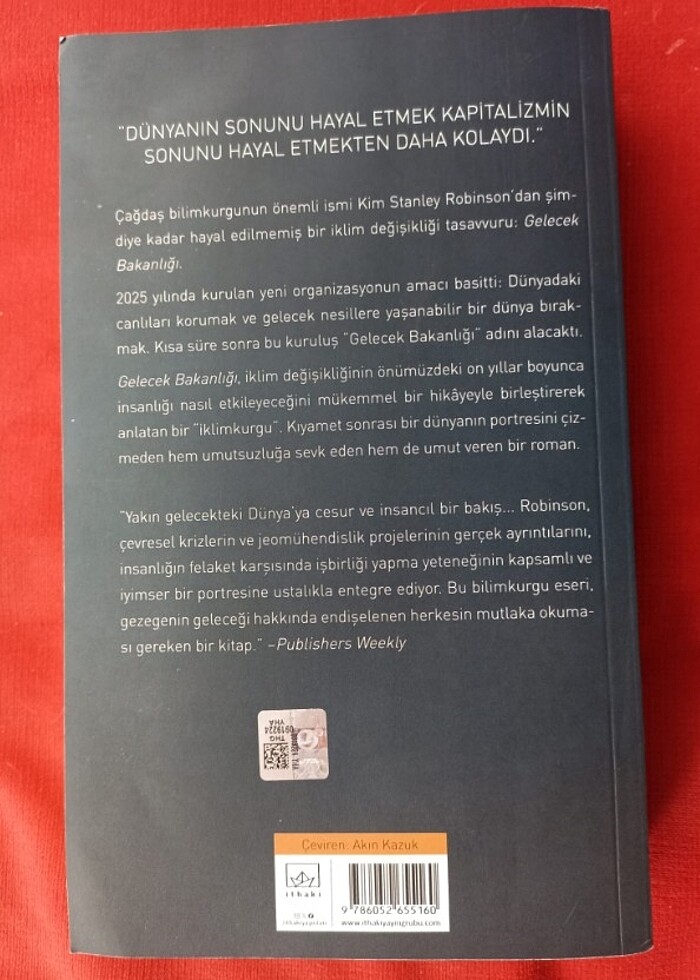 "DÜNYANIN SONUNU HAYAL ETMEK KAPİTALİZMİN
SONUNU HAYAL ETMEKTEN DAHA KOLAYDI."
Çağdaş bilimkurgunun önemli ismi Kim Stanley Robinson'dan şim-
diye kadar hayal edilmemiş bir iklim değişikliği tasavvuru: Gelecek
Bakanlığı.
2025 yılında kurulan yeni organizasyonun amacı basitti: Dünyadaki
canlıları korumak ve gelecek nesillere yaşanabilir bir dünya bırak-
mak. Kısa süre sonra bu kuruluş "Gelecek Bakanlığı" adını alacaktı.
Gelecek Bakanlığı, iklim değişikliğinin önümüzdeki on yıllar boyunca
insanlığı nasıl etkileyeceğini mükemmel bir hikâyeyle birleştirerek
anlatan bir "iklimkurgu". Kıyamet sonrası bir dünyanın portresini çiz-
meden hem umutsuzluğa sevk eden hem de umut veren bir roman.
"Yakın gelecekteki Dünya'ya cesur ve insancıl bir bakış... Robinson,
çevresel krizlerin ve jeomühendislik projelerinin gerçek ayrıntılarını,
insanlığın felaket karşısında işbirliği yapma yeteneğinin kapsamlı ve
iyimser bir portresine ustalıkla entegre ediyor. Bu bilimkurgu eseri,
gezegenin geleceği hakkında endişelenen herkesin mutlaka okuma-
sı gereken bir kitap." –Publishers Weekly
THG
0919224
YHA
Çeviren: Akın Kazuk
ithaki
ithakiyayinlari
9 786052 655160
www.ithakiyayingrubu.com